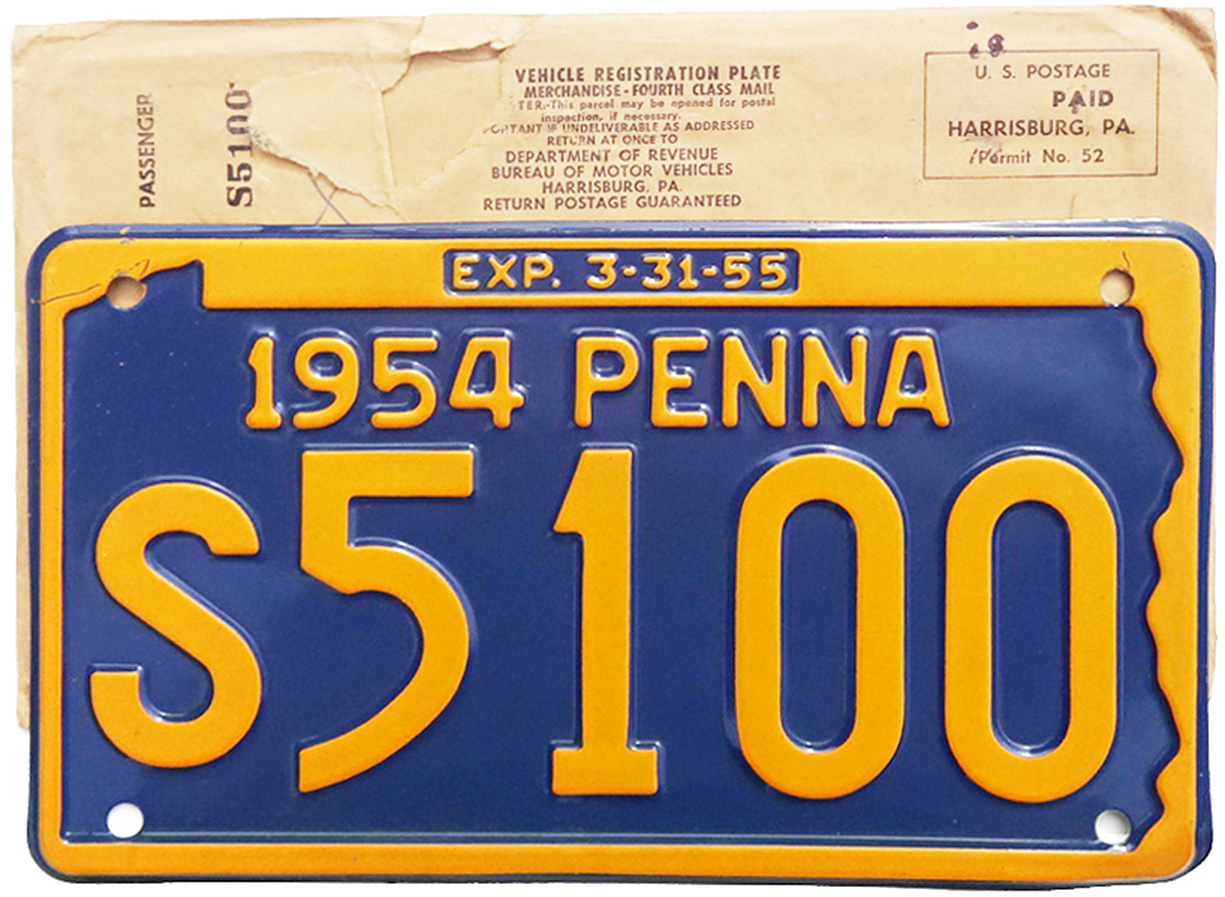 PASSENGER
S5100
VEHICLE REGISTRATION PLATE
MERCHANDISE - FOURTH CLASS MAIL
This parcel may be opened for postal
inspection, if necessary.
IF UNDELIVERABLE AS ADDRESSED
RETURN AT ONCE TO
DEPARTMENT OF REVENUE
BUREAU OF MOTOR VEHICLES
HARRISBURG, PA.
RETURN POSTAGE GUARANTEED
U. S. POSTAGE
PAID
HARRISBURG, PA.
Permit No. 52
EXP. 3-31-55
1954 PENNA
S5100